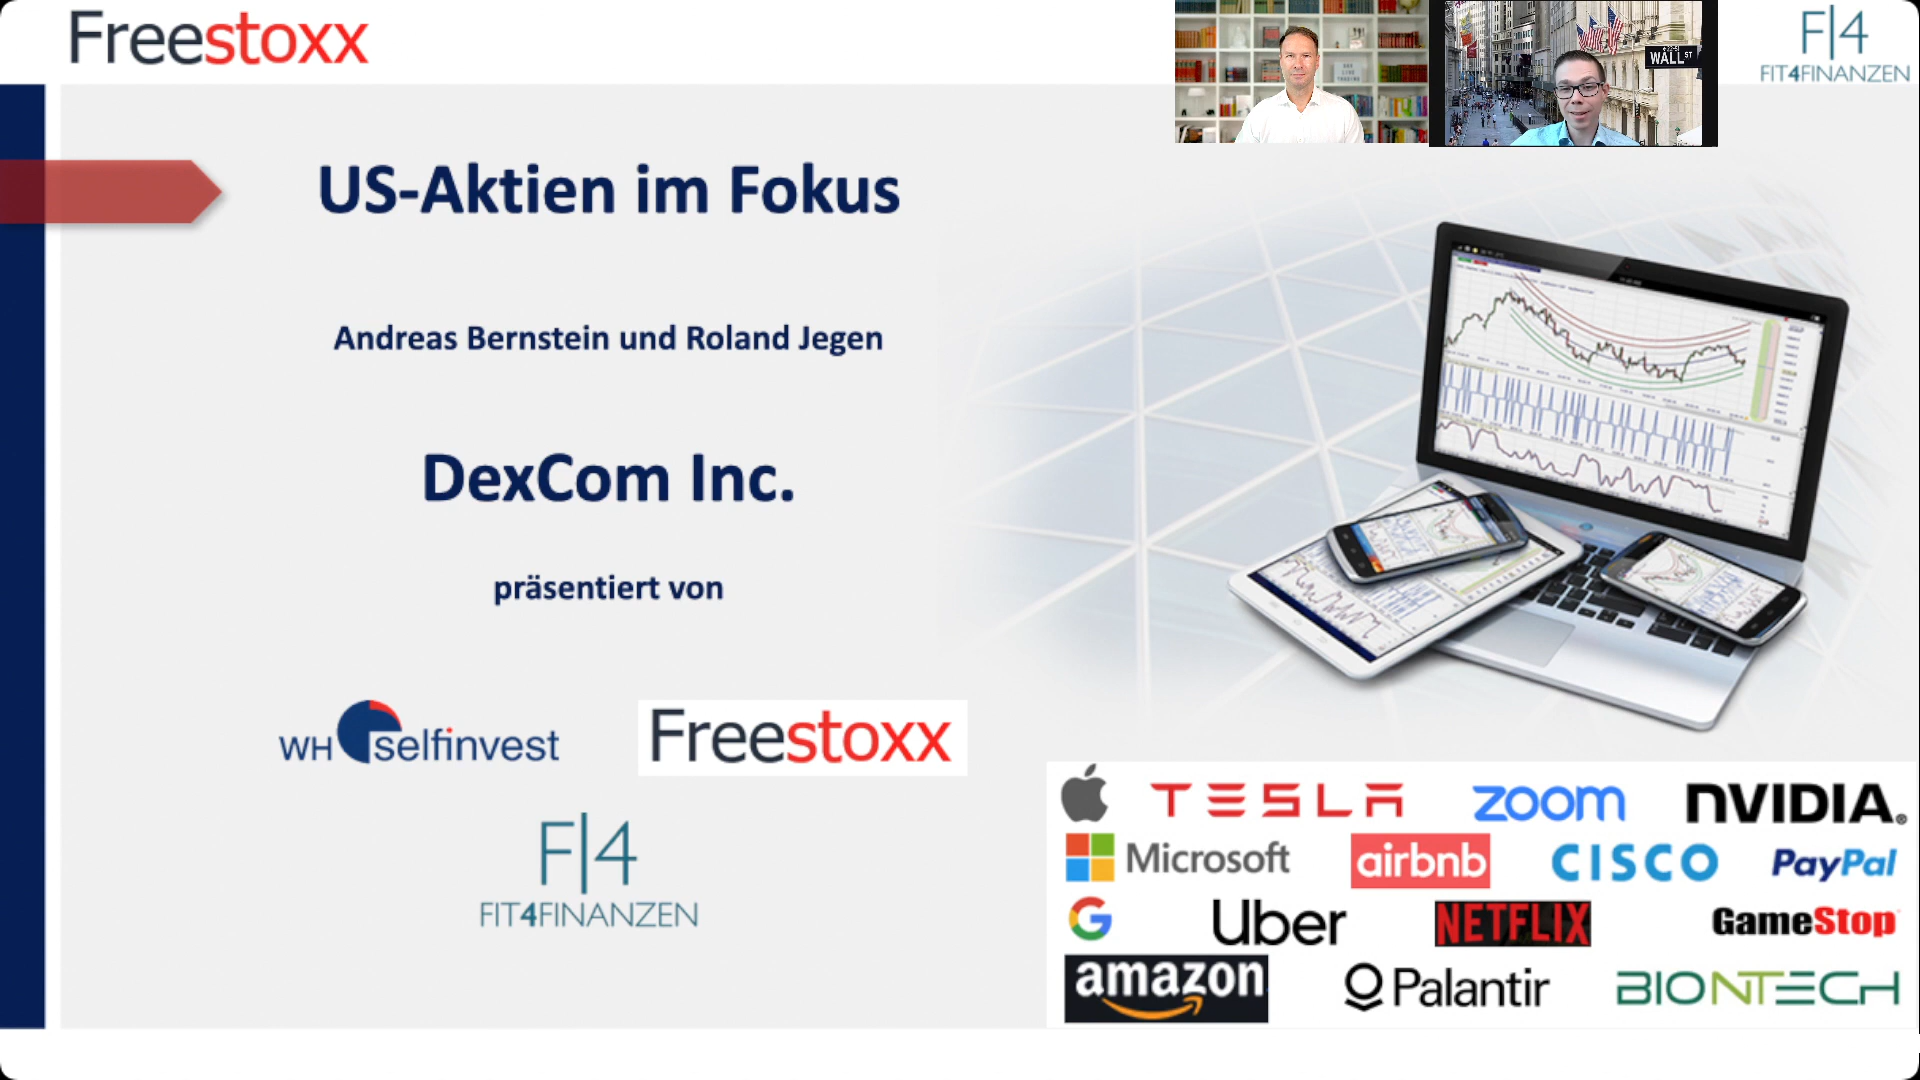 Freestoxx
WALL ST
F|4
FIT4FINANZEN
US-Aktien im Fokus
Andreas Bernstein und Roland Jegen
DexCom Inc.
präsentiert von
WH selfinvest
Freestoxx
F|4
FIT4FINANZEN
TESLA zoom NVIDIA.
Microsoft airbnb CISCO PayPal
G Uber NETFLIX GameStop
amazon Palantir BIONTECH